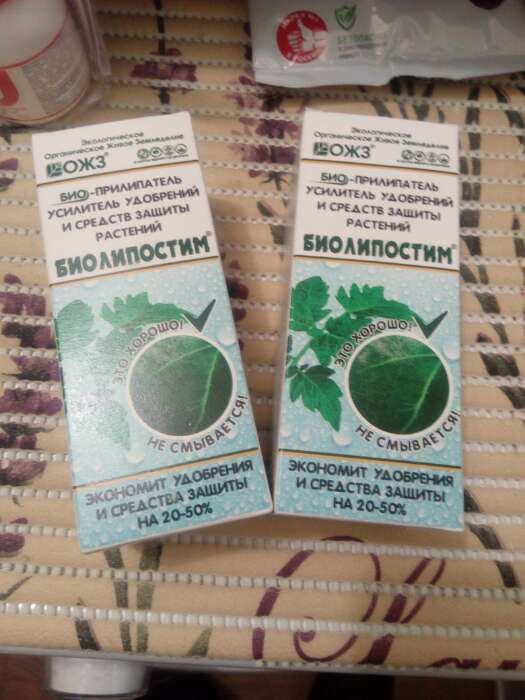 БЕЗОПАСНО
Экологическое
Органическое Живое Земледелие
ОЖЗ
БИО-ПРИЛИПАТЕЛЬ
УСИЛИТЕЛЬ УДОБРЕНИЙ
И СРЕДСТВ ЗАЩИТЫ
РАСТЕНИЙ
БИОЛИПОСТИМ®
ЭТО ХОРОШО!
НЕ СМЫВАЕТСЯ!
ЭКОНОМИТ УДОБРЕНИЯ
И СРЕДСТВА ЗАЩИТЫ
НА 20-50%
Экологическое
Органическое Живое Земледелие
ОЖЗ
БИО-ПРИЛИПАТЕЛЬ
УСИЛИТЕЛЬ УДОБРЕНИЙ
И СРЕДСТВ ЗАЩИТЫ
РАСТЕНИЙ
БИОЛИПОСТИМ®
ЭТО ХОРОШО!
НЕ СМЫВАЕТСЯ!
ЭКОНОМИТ УДОБРЕНИЯ
И СРЕДСТВА ЗАЩИТЫ
НА 20-50%